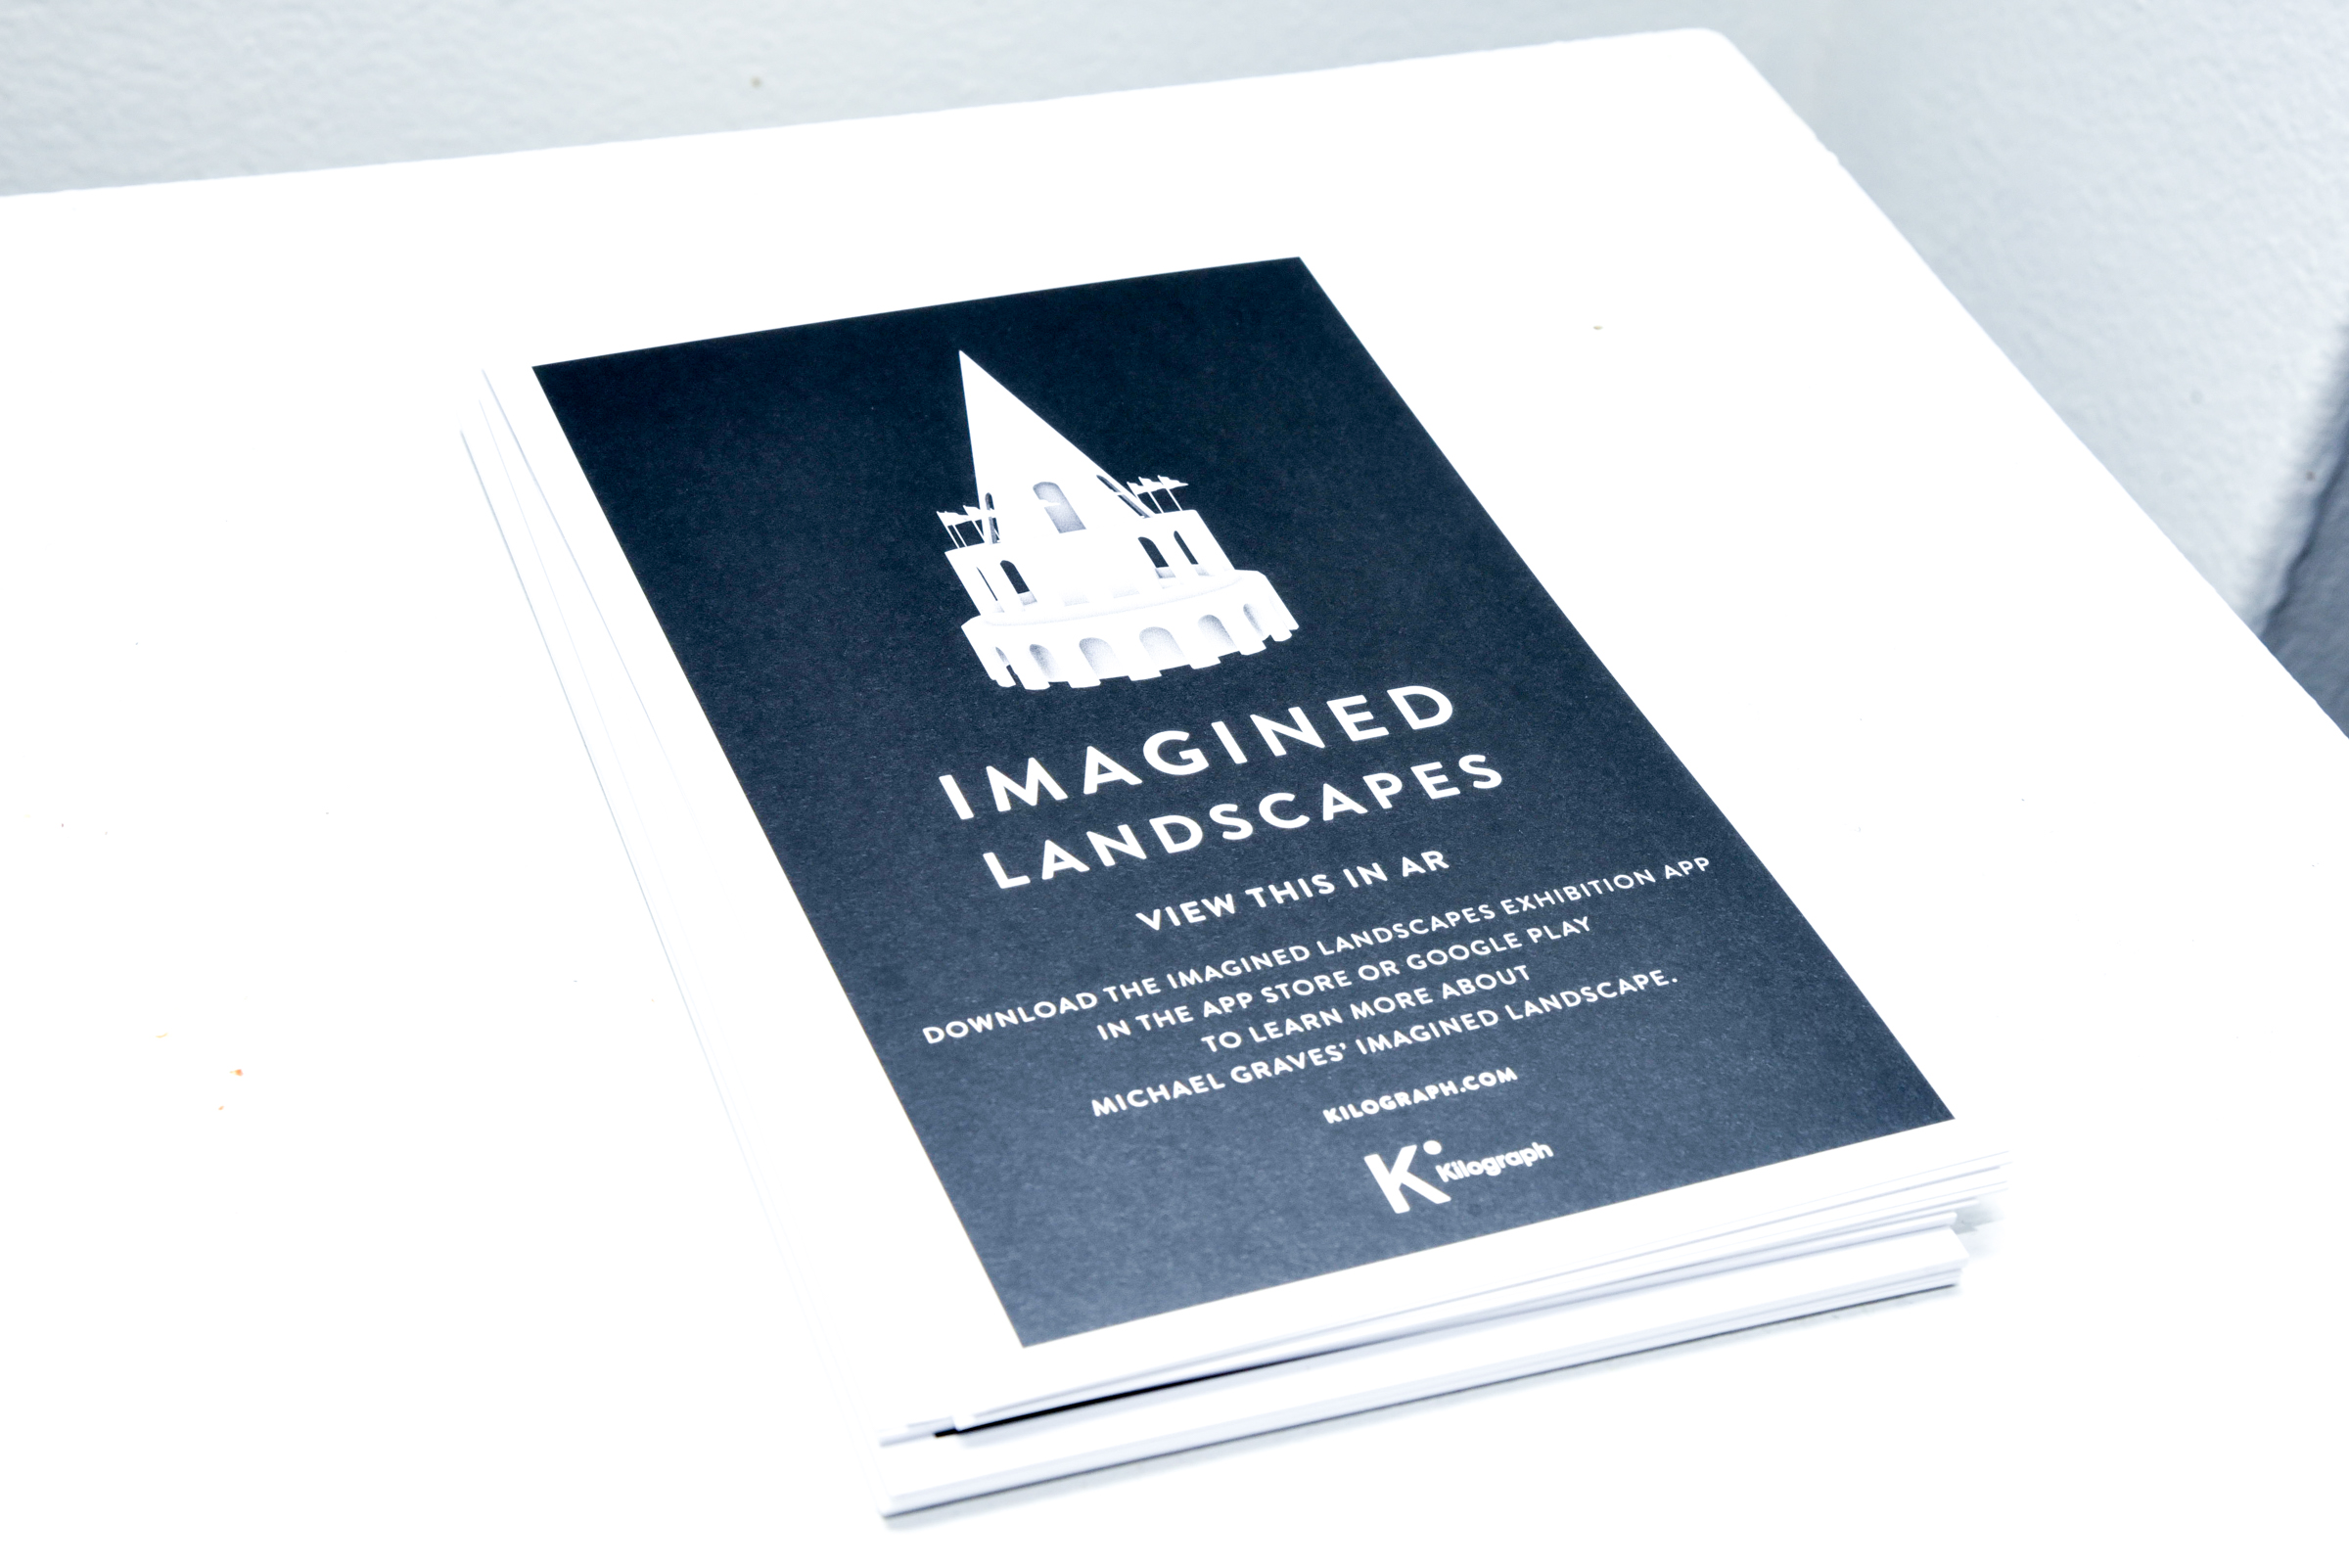 IMAGINED
LANDSCAPES
VIEW THIS IN AR
DOWNLOAD THE IMAGINED LANDSCAPES EXHIBITION APP
IN THE APP STORE OR GOOGLE PLAY
TO LEARN MORE ABOUT
MICHAEL GRAVES' IMAGINED LANDSCAPE.
KILOGRAPH.COM
K Kilograph